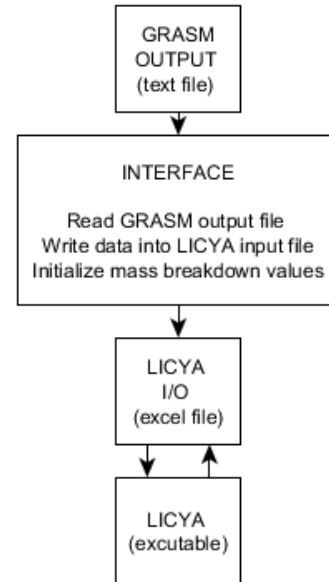 GRASM
OUTPUT
(text file)
INTERFACE
Read GRASM output file
Write data into LICYA input file
Initialize mass breakdown values
LICYA
I/O
(excel file)
LICYA
(excutable)